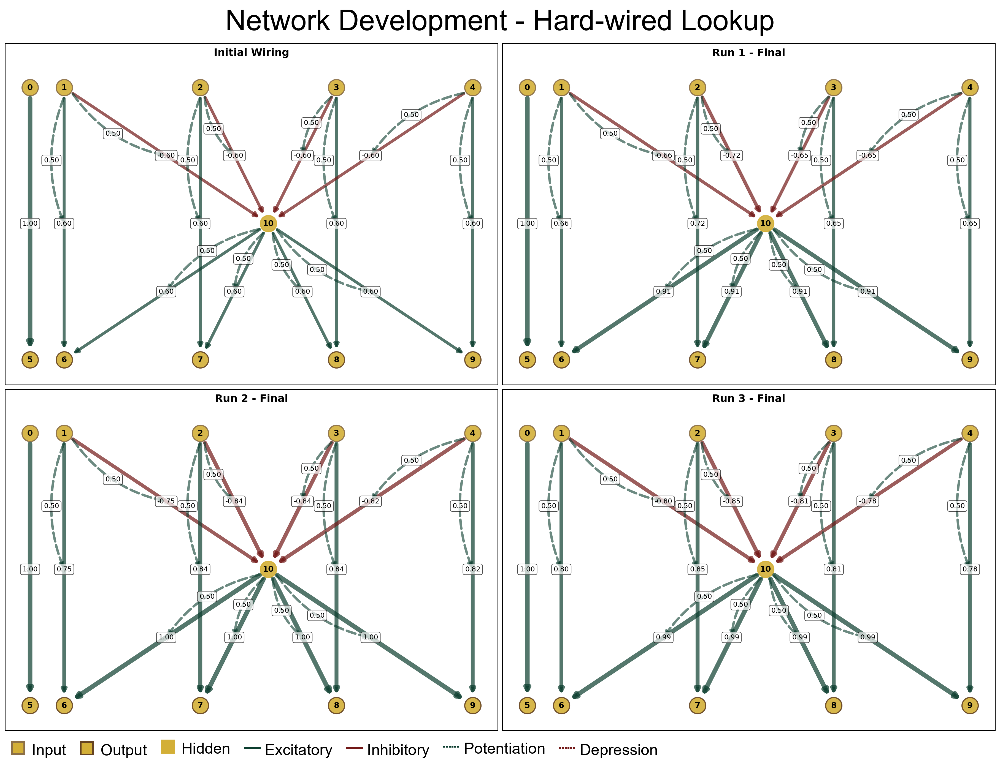 Network Development - Hard-wired Lookup
Initial Wiring
0 1 2 3 4
0.50
0.50 0.50
0.50
0.50 -0.60 0.50 -0.60 -0.60 0.50 -0.60 0.50
1.00 0.60 0.60 10 0.60 0.60
0.50 0.50 0.50 0.50
0.60 0.60 0.60 0.60
5 6 7 8 9
Run 1 - Final
0 1 2 3 4
0.50
0.50 0.50
0.50
0.50 -0.66 0.50 -0.72 -0.65 0.50 -0.65 0.50
1.00 0.66 0.72 10 0.65 0.65
0.50 0.50 0.50 0.50
0.91 0.91 0.91 0.91
5 6 7 8 9
Run 2 - Final
0 1 2 3 4
0.50
0.50 0.50
0.50
0.50 -0.75 0.50 -0.84 -0.84 0.50 -0.82 0.50
1.00 0.75 0.84 10 0.84 0.82
0.50 0.50 0.50 0.50
1.00 1.00 1.00 1.00
5 6 7 8 9
Run 3 - Final
0 1 2 3 4
0.50
0.50 0.50
0.50
0.50 -0.80 0.50 -0.85 -0.81 0.50 -0.78 0.50
1.00 0.80 0.85 10 0.81 0.78
0.50 0.50 0.50 0.50
0.99 0.99 0.99 0.99
5 6 7 8 9
Input Output Hidden Excitatory Inhibitory Potentiation Depression